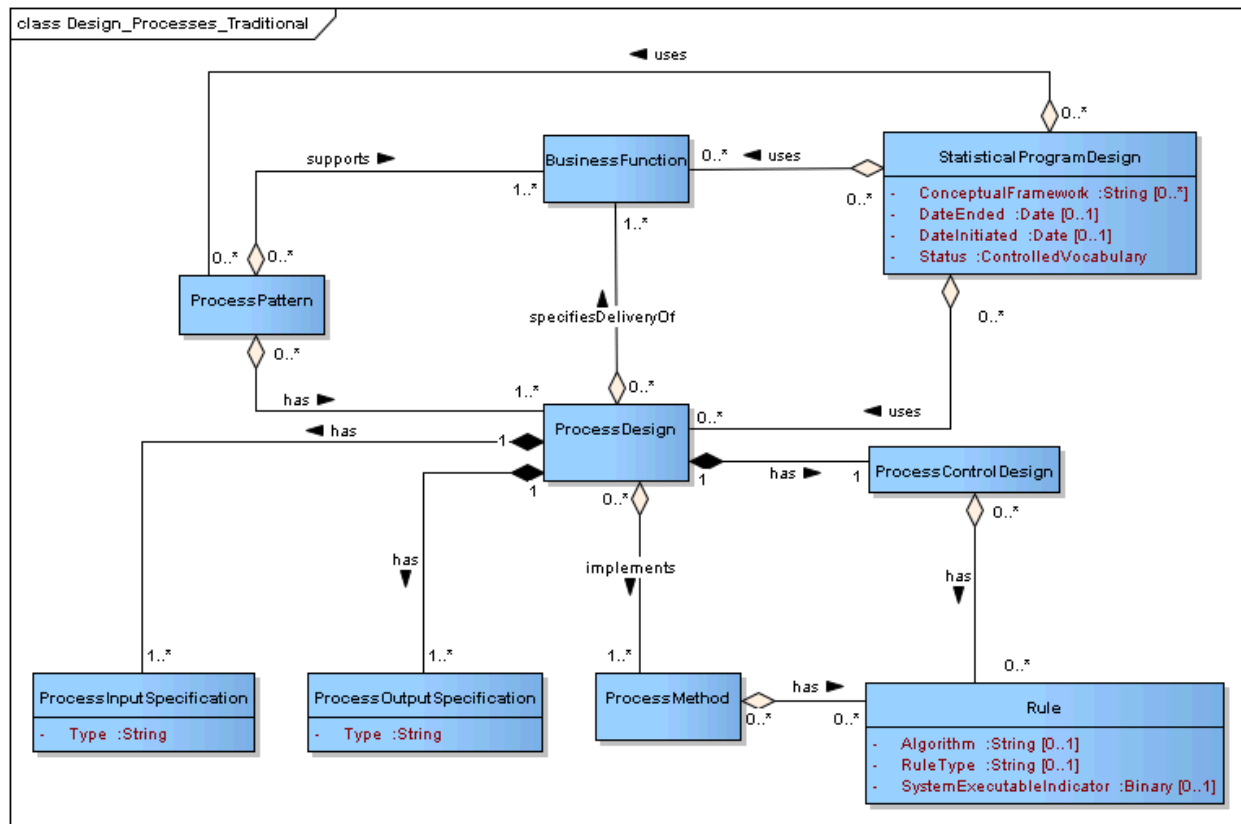 class Design_Processes_Traditional
◄ uses
0..*
supports ►
BusinessFunction
0..*
◄ uses
StatisticalProgramDesign
1..*
1..*
0..*
- ConceptualFramework :String [0..*]
- DateEnded :Date [0..1]
- DateInitiated :Date [0..1]
- Status :ControlledVocabulary
0..*
0..*
ProcessPattern
specifiesDeliveryOf
▲
0..*
0..*
has ►
1..*
0..*
0..*
◄ uses
◄ has
1
ProcessDesign
1
0..*
1
has ►
1
ProcessControlDesign
0..*
has
▼
implements
▼
has
▼
1..*
1..*
1..*
0..*
ProcessInputSpecification
- Type :String
ProcessOutputSpecification
- Type :String
ProcessMethod
has ►
0..*
0..*
Rule
- Algorithm :String [0..1]
- RuleType :String [0..1]
- SystemExecutableIndicator :Binary [0..1]